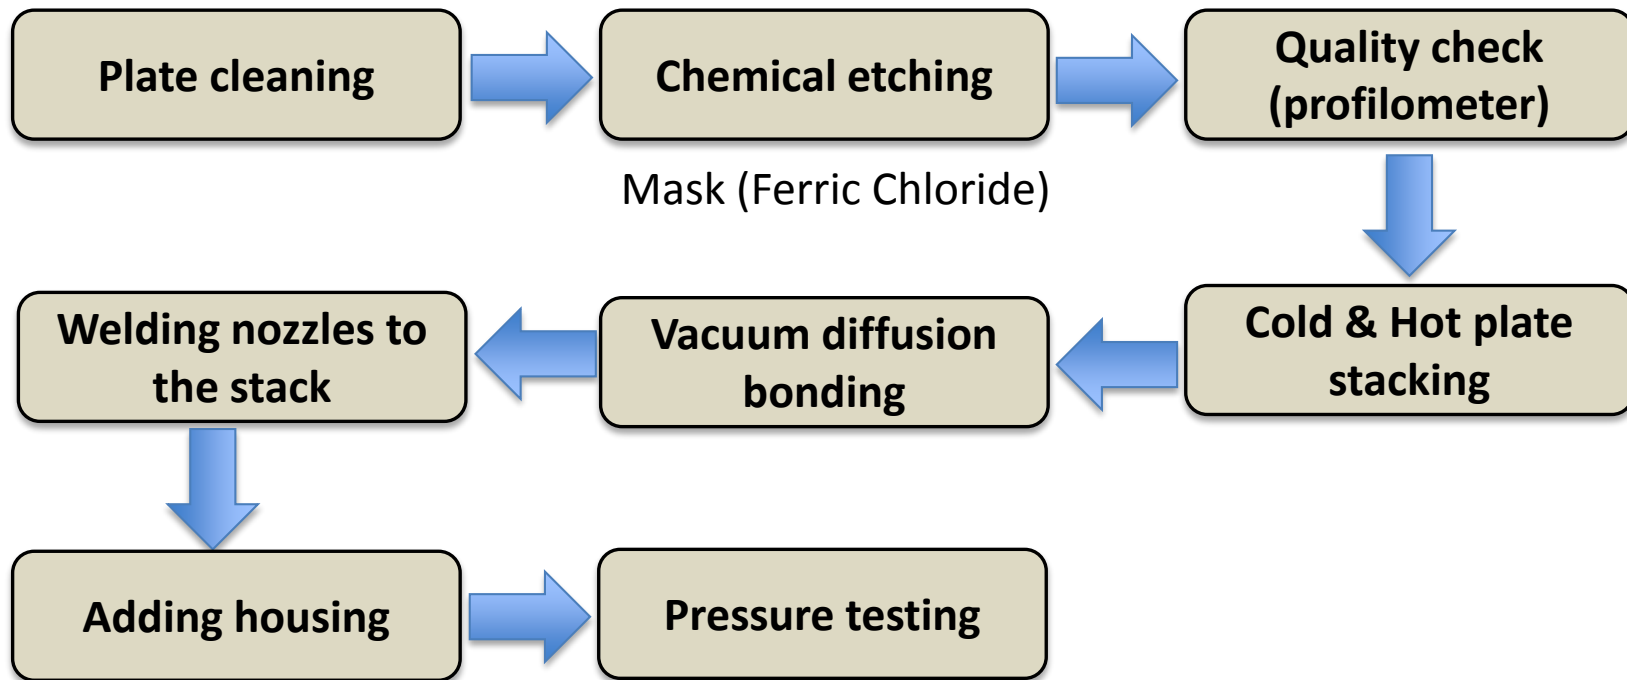 Plate cleaning
Chemical etching
Quality check
(profilometer)
Mask (Ferric Chloride)
Cold & Hot plate
stacking
Vacuum diffusion
bonding
Welding nozzles to
the stack
Adding housing
Pressure testing